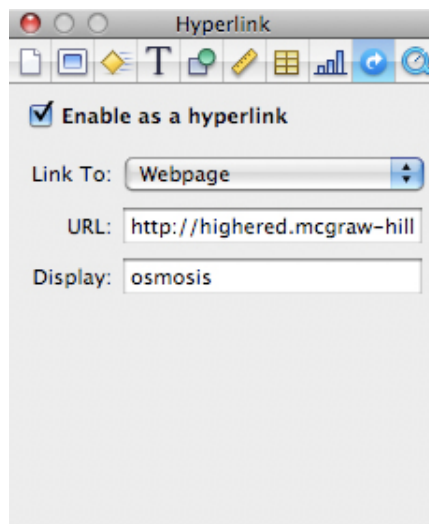 Hyperlink
T
Enable as a hyperlink
Link To: Webpage
URL: http://highered.mcgraw-hill
Display: osmosis